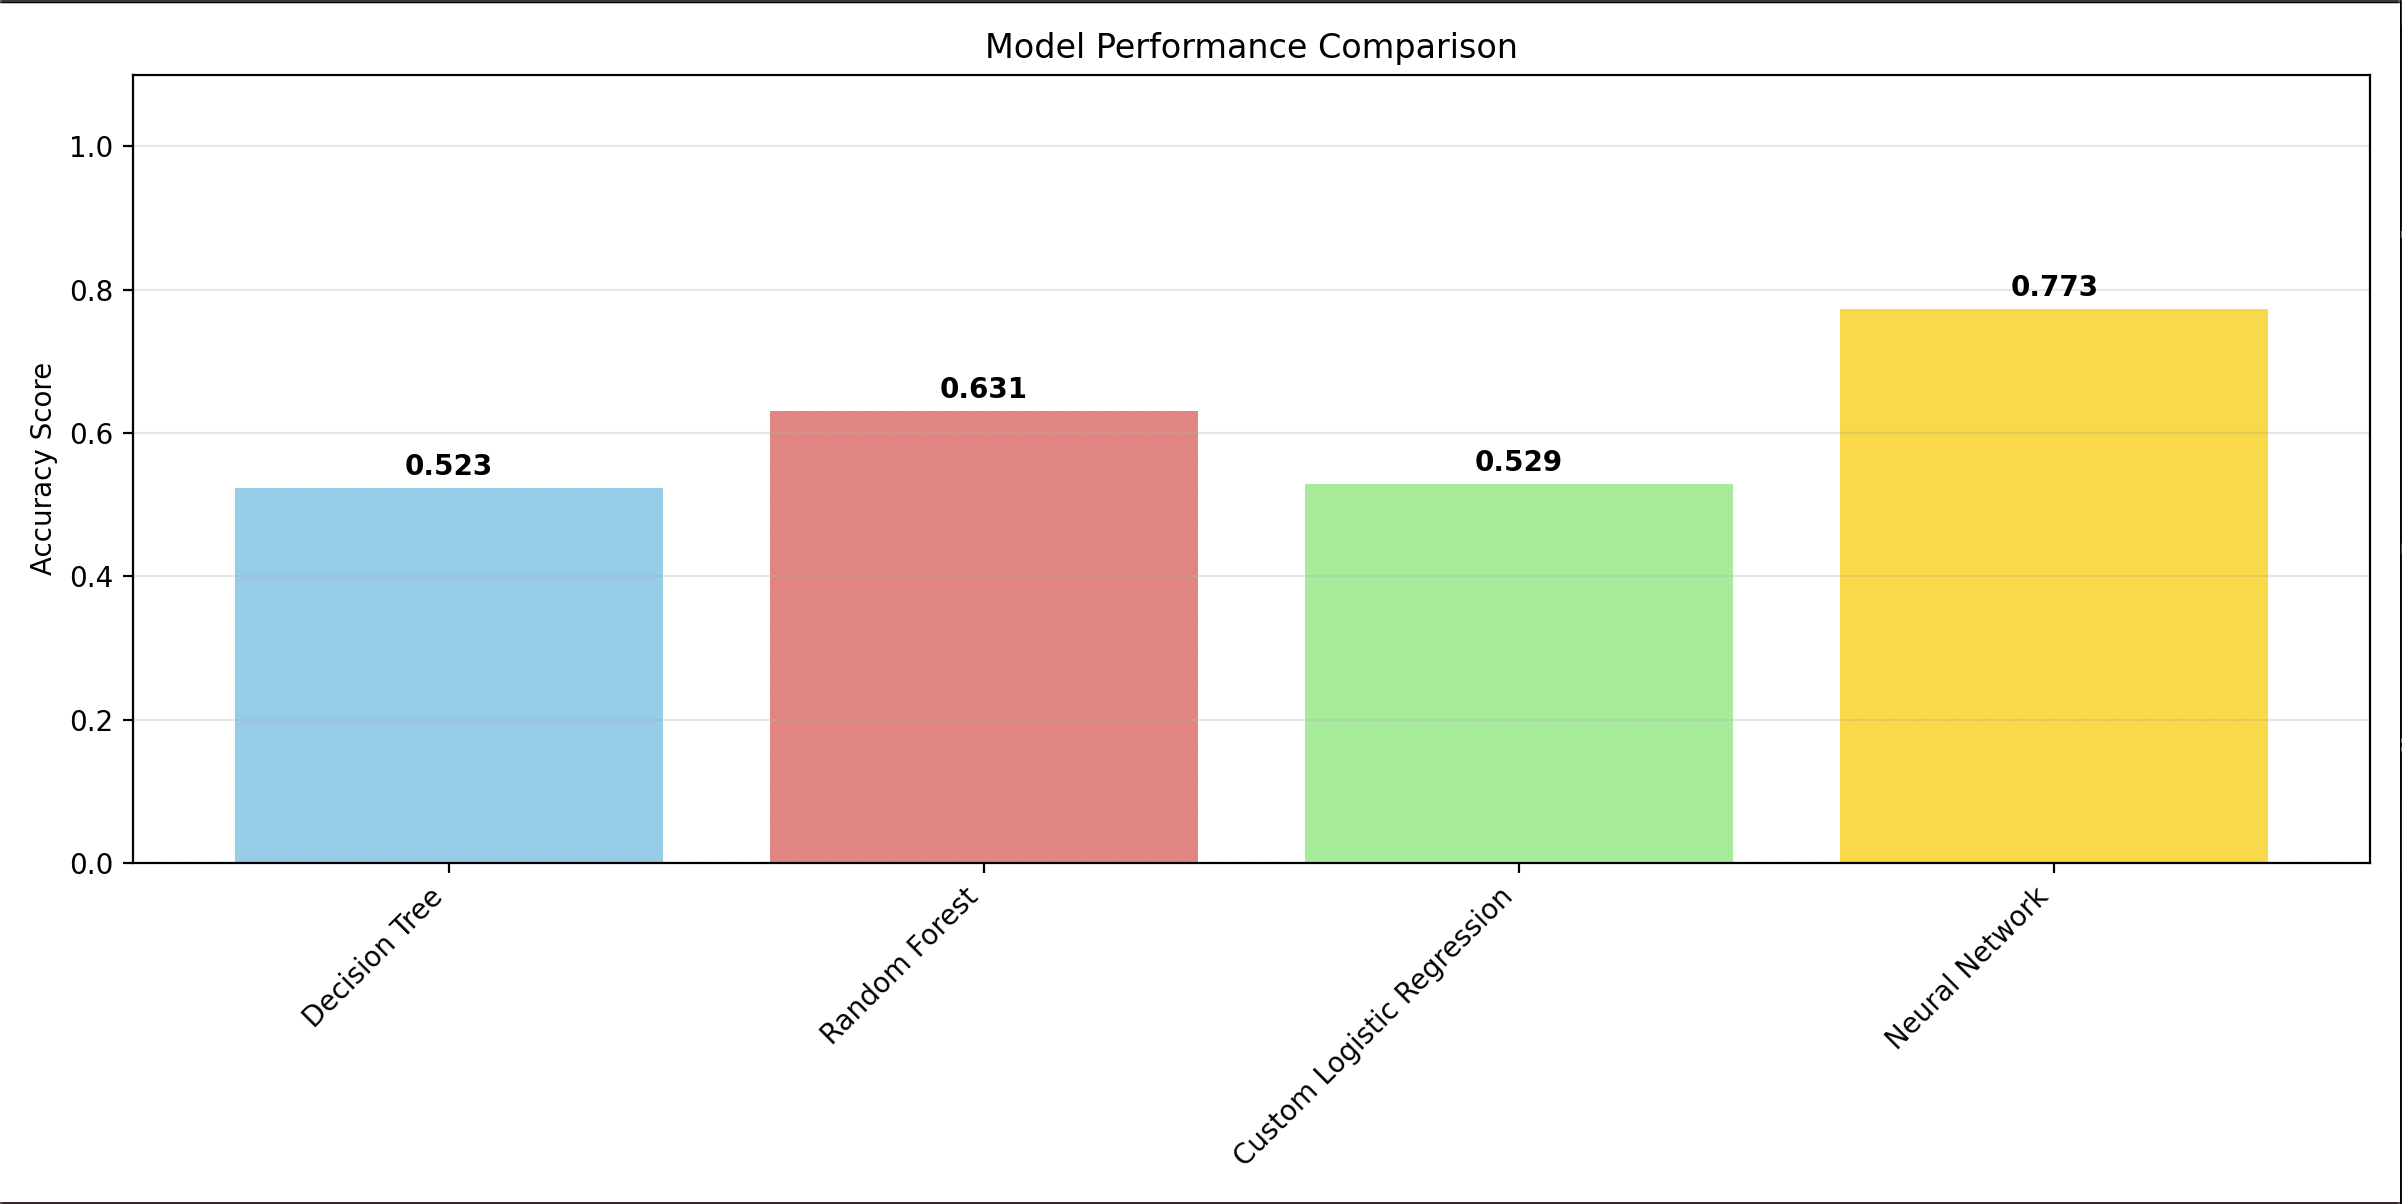 Model Performance Comparison
Accuracy Score
1.0
0.8
0.6
0.4
0.2
0.0
0.523
0.631
0.529
0.773
Decision Tree
Random Forest
Custom Logistic Regression
Neural Network